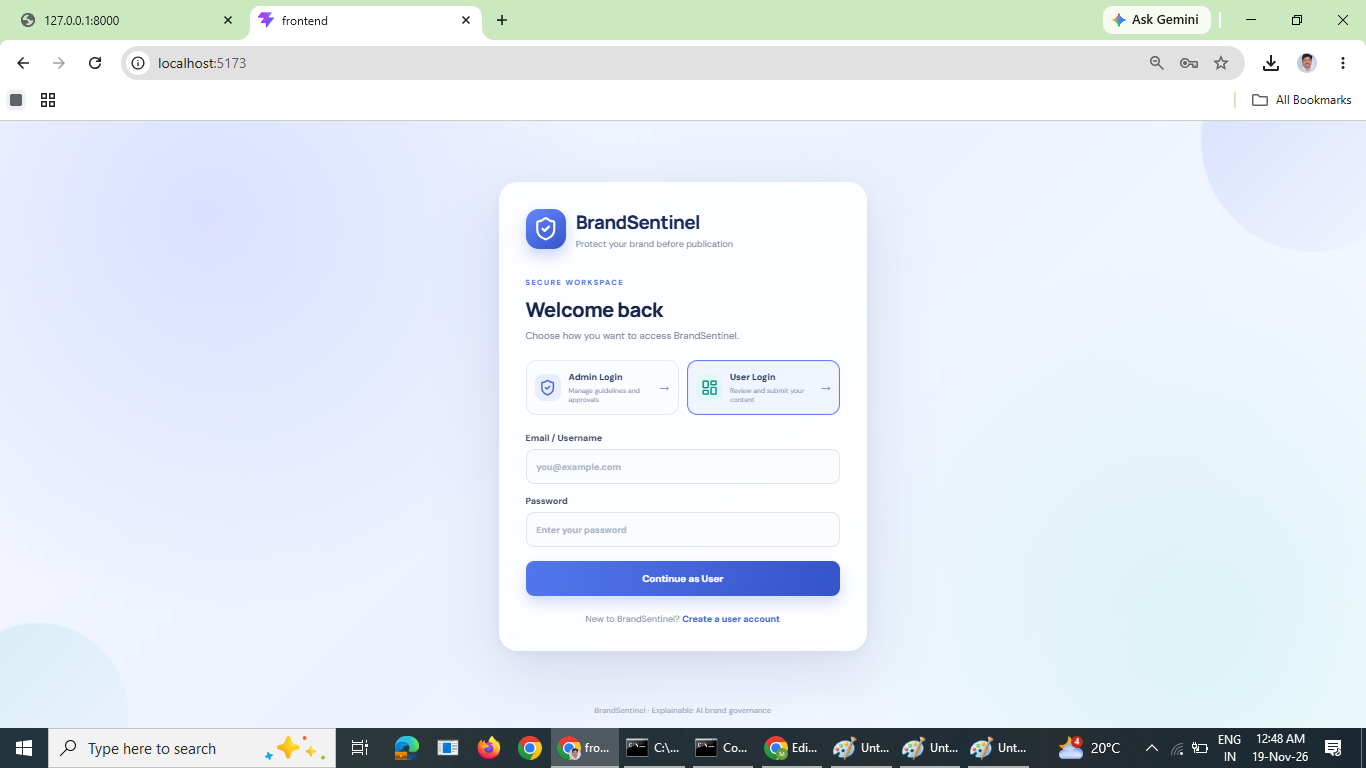 127.0.0.1:8000
frontend
Ask Gemini
localhost:5173
All Bookmarks
BrandSentinel
Protect your brand before publication
SECURE WORKSPACE
Welcome back
Choose how you want to access BrandSentinel.
Admin Login
Manage guidelines and
approvals
→
User Login
Review and submit your
content
→
Email / Username
you@example.com
Password
Enter your password
Continue as User
New to BrandSentinel? Create a user account
BrandSentinel · Explainable AI brand governance
Type here to search
fro...
C:\...
Co...
Edi...
Unt...
Unt...
Unt...
4
20°C
ENG
IN
12:48 AM
19-Nov-26